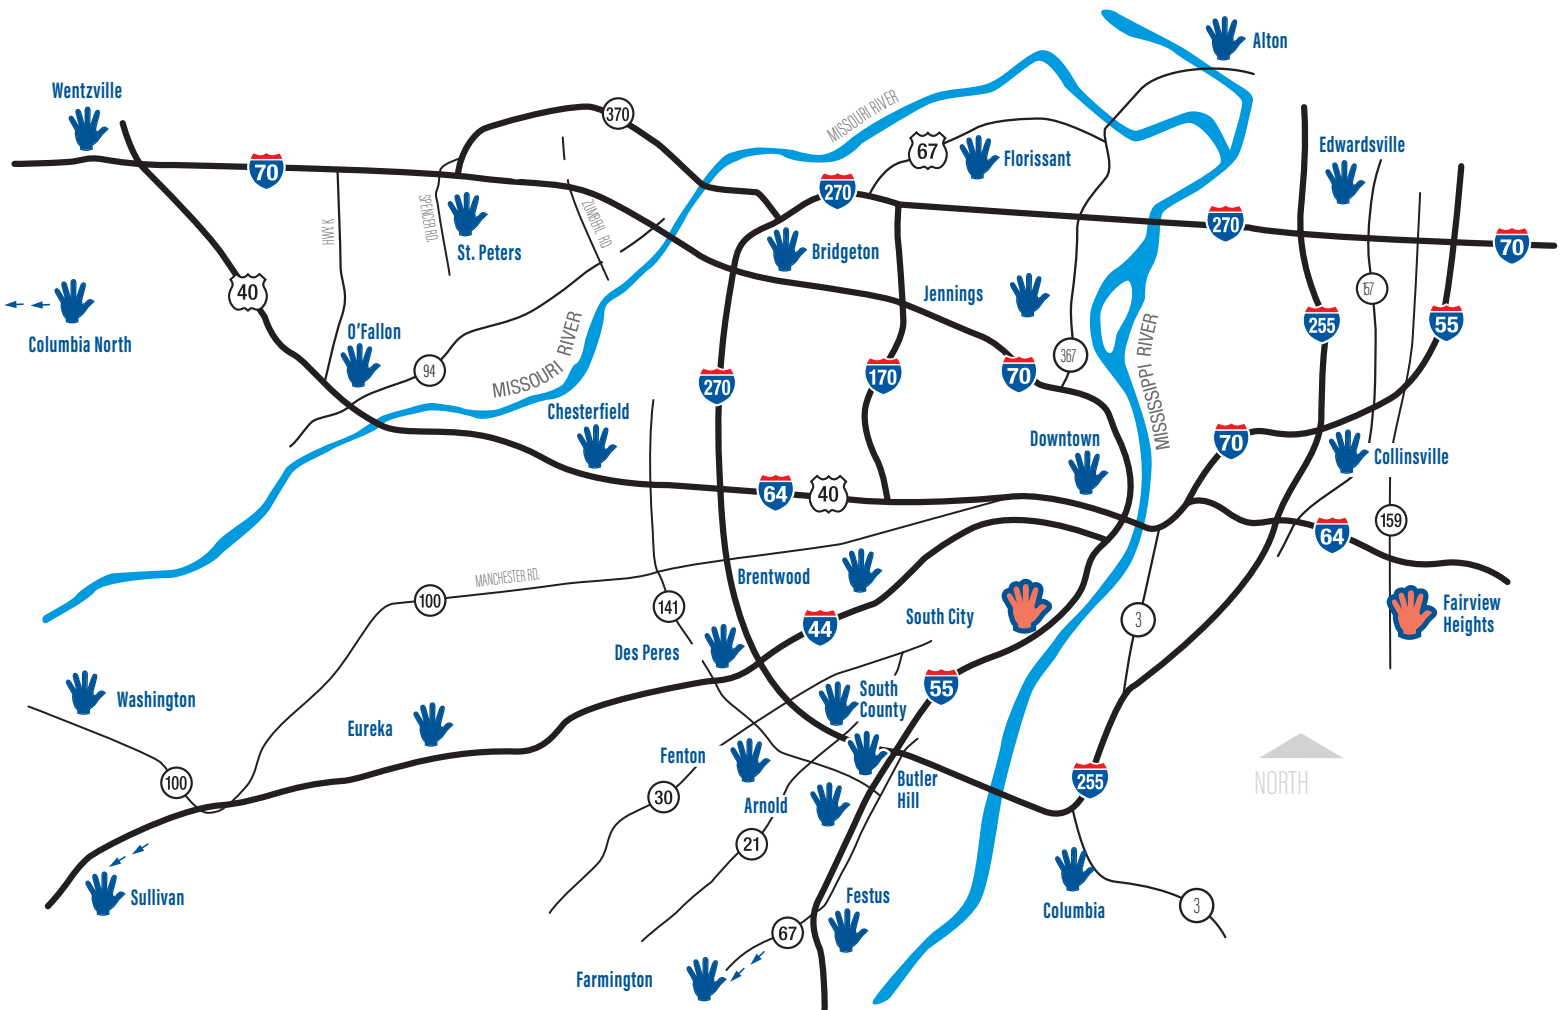 Alton
Wentzville
370
MISSOURI RIVER
67
Florissant
Edwardsville
70
270
270
70
SPENCER RD.
ZUMBEHL RD
HWY K
St. Peters
Bridgeton
40
Jennings
157
Columbia North
O'Fallon
MISSOURI RIVER
MISSISSIPPI RIVER
255
55
94
367
270
170
70
Chesterfield
Downtown
70
Collinsville
64
40
159
64
MANCHESTER RD.
Brentwood
100
141
South City
3
Fairview
Heights
44
Des Peres
55
Washington
South
County
Eureka
Fenton
100
30
Butler
Hill
255
NORTH
Arnold
21
Sullivan
Festus
Columbia
3
67
Farmington